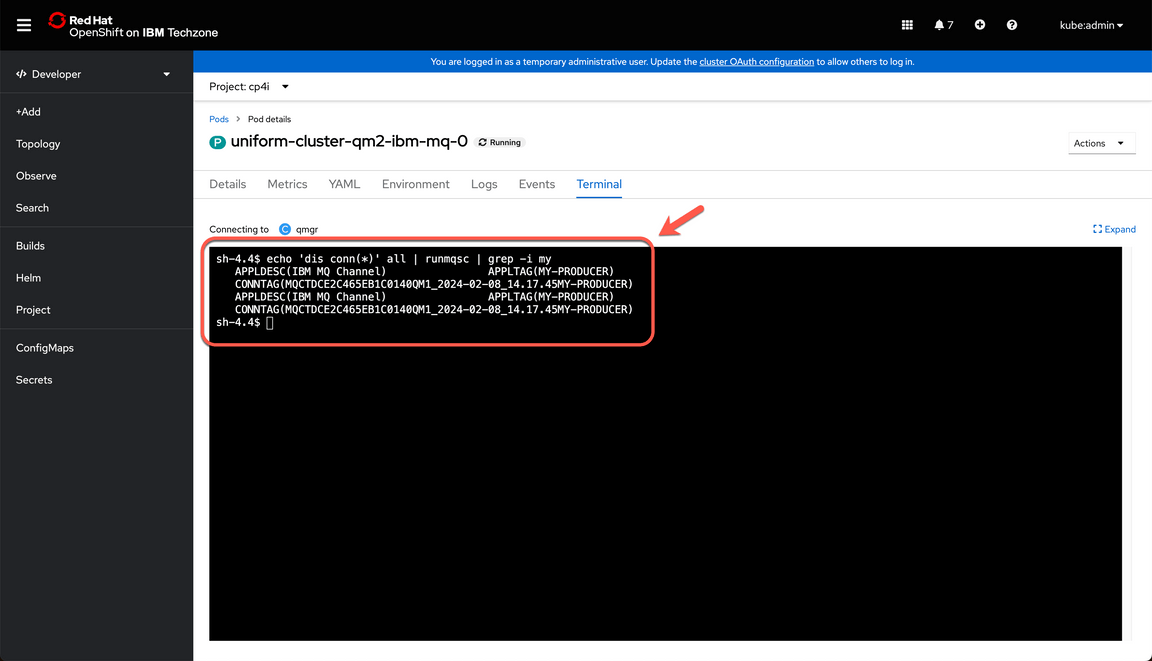 Red Hat
OpenShift on IBM Techzone
7
kube:admin
Developer
+Add
Topology
Observe
Search
Builds
Helm
Project
ConfigMaps
Secrets
You are logged in as a temporary administrative user. Update the cluster OAuth configuration to allow others to log in.
Project: cp4i
Pods > Pod details
P uniform-cluster-qm2-ibm-mq-0 Running
Actions
Details Metrics YAML Environment Logs Events Terminal
Connecting to C qmgr
Expand
sh-4.4$ echo 'dis conn(*)' all | runmqsc | grep -i my
APPLDESC(IBM MQ Channel) APPLTAG(MY-PRODUCER)
CONNTAG(MQCTDCE2C465EB1C0140QM1_2024-02-08_14.17.45MY-PRODUCER)
APPLDESC(IBM MQ Channel) APPLTAG(MY-PRODUCER)
CONNTAG(MQCTDCE2C465EB1C0140QM1_2024-02-08_14.17.45MY-PRODUCER)
sh-4.4$